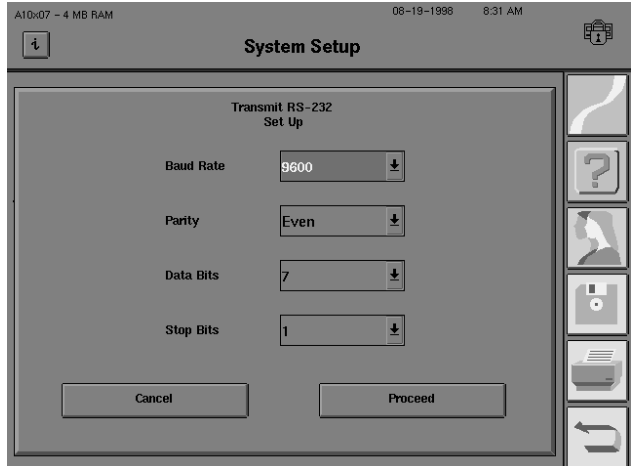 A10x07 - 4 MB RAM 08-19-1998 8:31 AM
i
System Setup
Transmit RS-232
Set Up
Baud Rate 9600
Parity Even
Data Bits 7
Stop Bits 1
Cancel Proceed
?